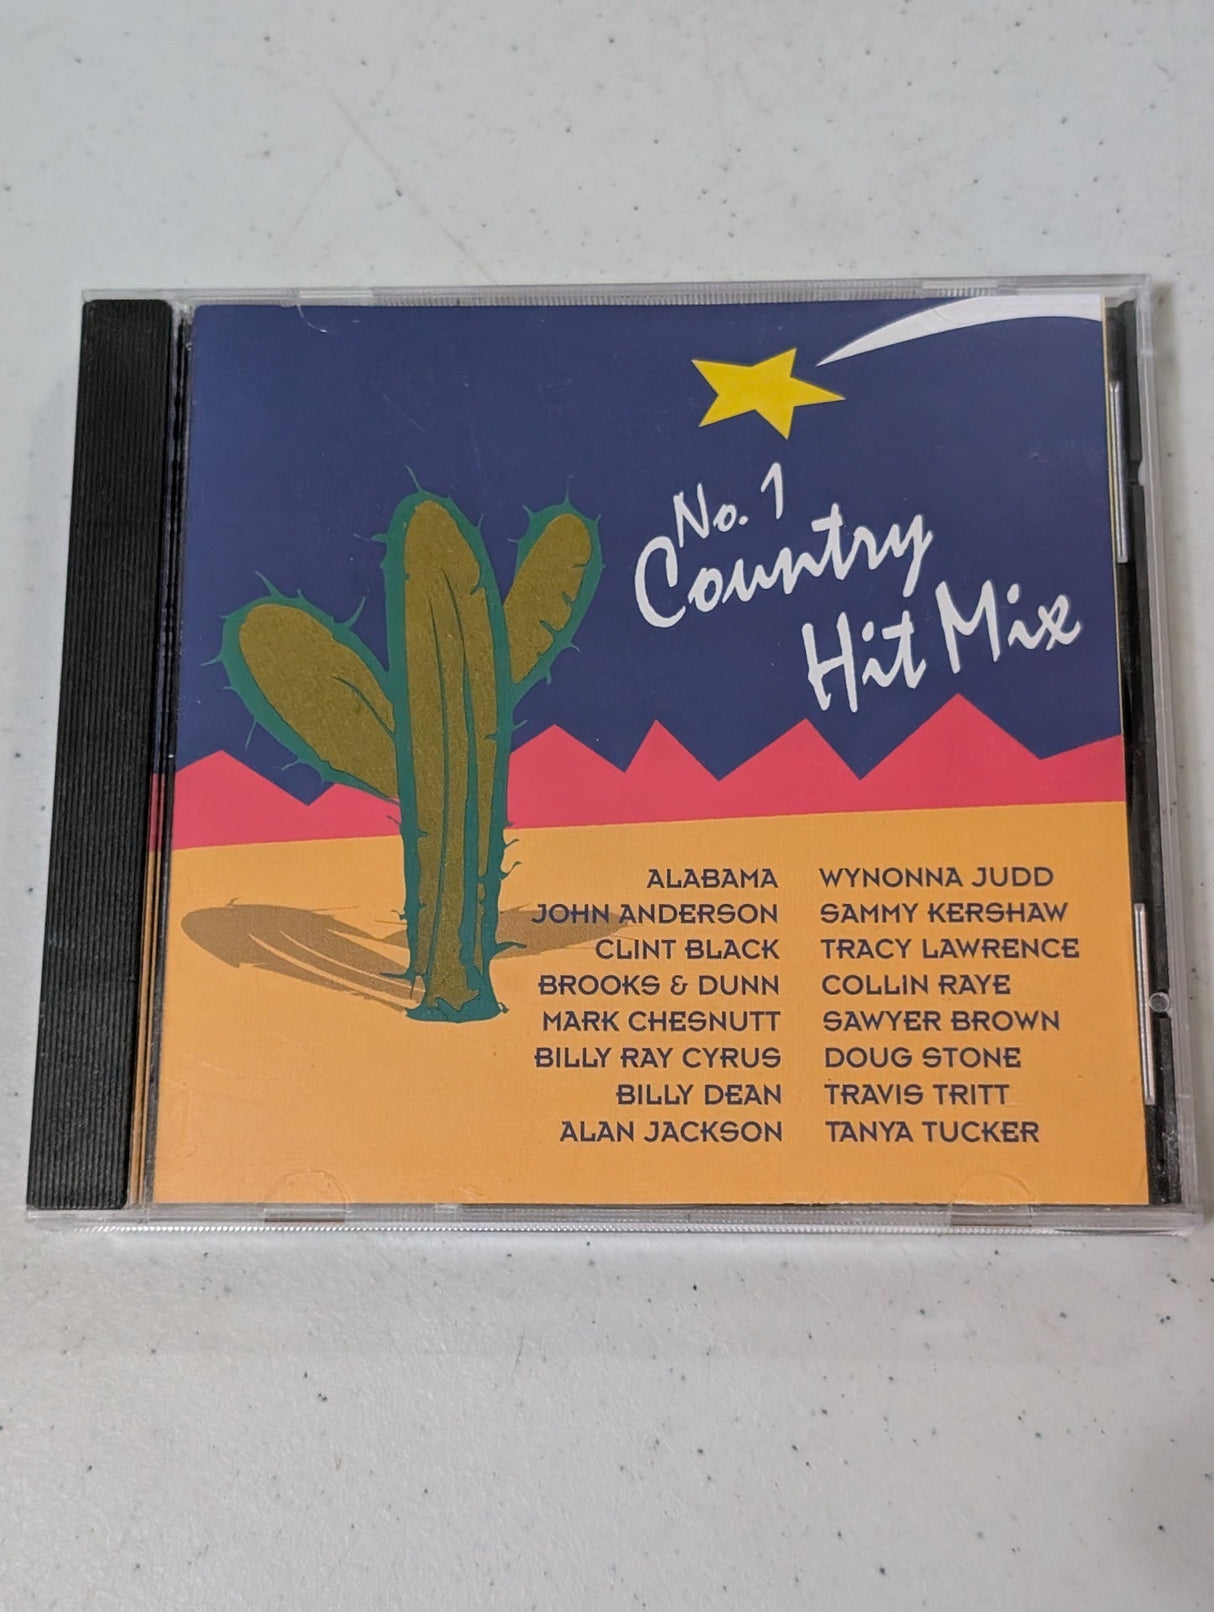 No. 1
Country
Hit Mix
ALABAMA
JOHN ANDERSON
CLINT BLACK
BROOKS & DUNN
MARK CHESNUTT
BILLY RAY CYRUS
BILLY DEAN
ALAN JACKSON
WYNONNA JUDD
SAMMY KERSHAW
TRACY LAWRENCE
COLLIN RAYE
SAWYER BROWN
DOUG STONE
TRAVIS TRITT
TANYA TUCKER